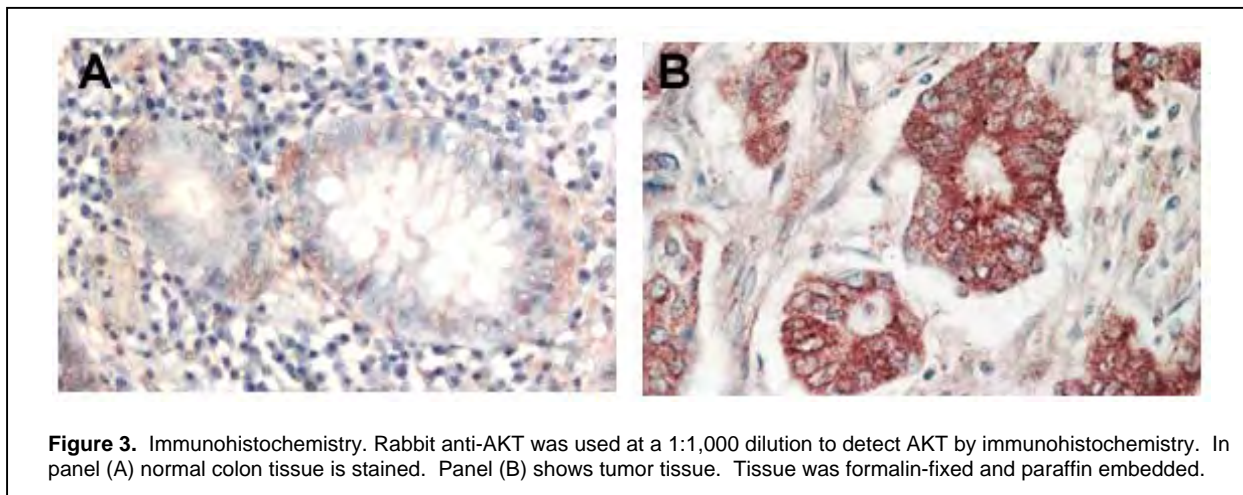 A
B
Figure 3. Immunohistochemistry. Rabbit anti-AKT was used at a 1:1,000 dilution to detect AKT by immunohistochemistry. In
panel (A) normal colon tissue is stained. Panel (B) shows tumor tissue. Tissue was formalin-fixed and paraffin embedded.